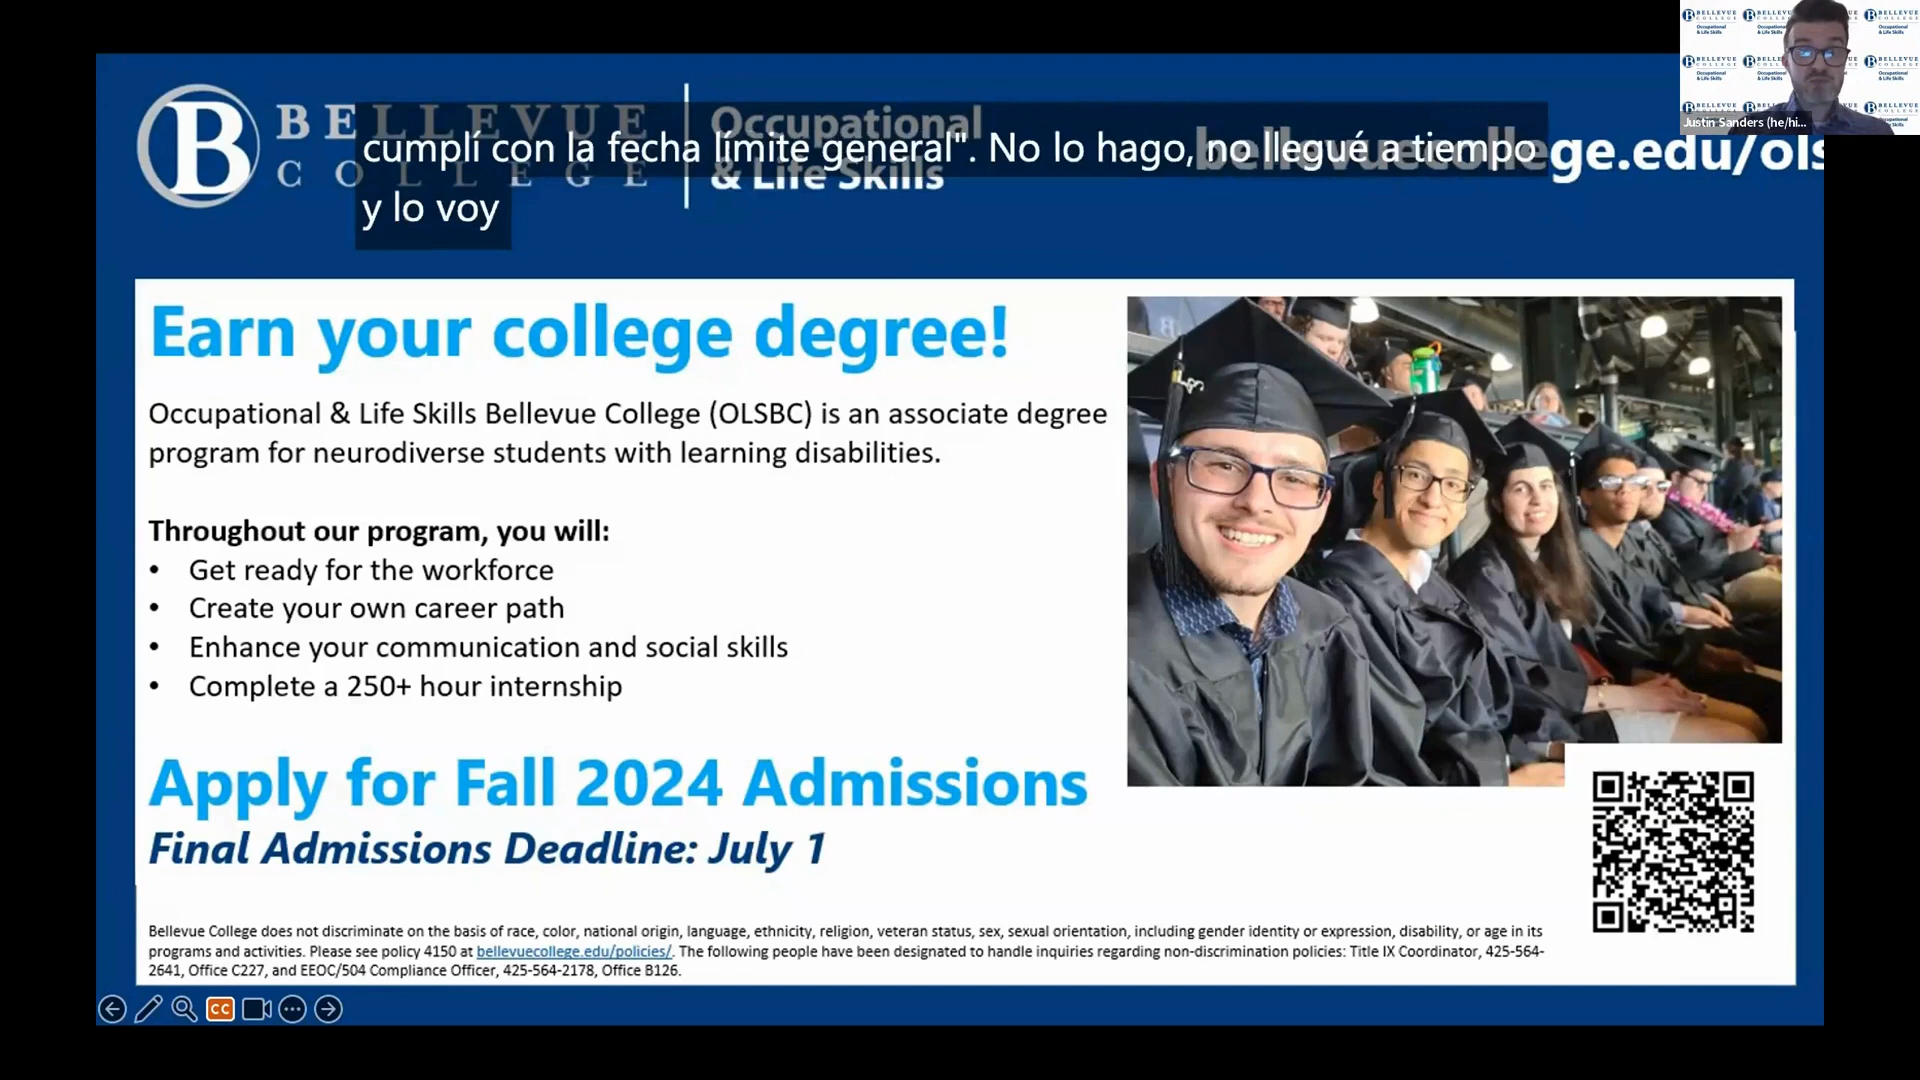 BELLEVUE
COLLEGE
Occupational
& Life Skills
bellevuecollege.edu/ols
cumplí con la fecha límite general". No lo hago, no llegué a tiempo
y lo voy
BELLEVUE
COLLEGE
Occupational
& Life Skills
Justin Sanders (he/hi...
Earn your college degree!
Occupational & Life Skills Bellevue College (OLSBC) is an associate degree
program for neurodiverse students with learning disabilities.
Throughout our program, you will:
• Get ready for the workforce
• Create your own career path
• Enhance your communication and social skills
• Complete a 250+ hour internship
Apply for Fall 2024 Admissions
Final Admissions Deadline: July 1
Bellevue College does not discriminate on the basis of race, color, national origin, language, ethnicity, religion, veteran status, sex, sexual orientation, including gender identity or expression, disability, or age in its
programs and activities. Please see policy 4150 at bellevuecollege.edu/policies/. The following people have been designated to handle inquiries regarding non-discrimination policies: Title IX Coordinator, 425-564-
2641, Office C227, and EEOC/504 Compliance Officer, 425-564-2178, Office B126.
CC